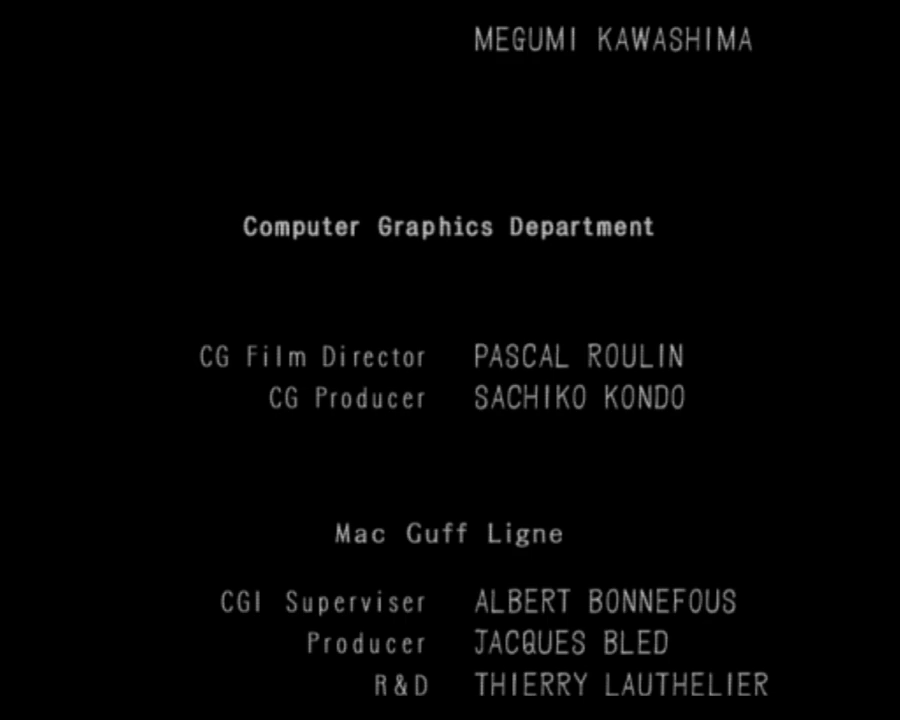 MEGUMI KAWASHIMA
Computer Graphics Department
CG Film Director PASCAL ROULIN
CG Producer SACHIKO KONDO
Mac Guff Ligne
CGI Superviser ALBERT BONNEFOUS
Producer JACQUES BLED
R&D THIERRY LAUTHELIER